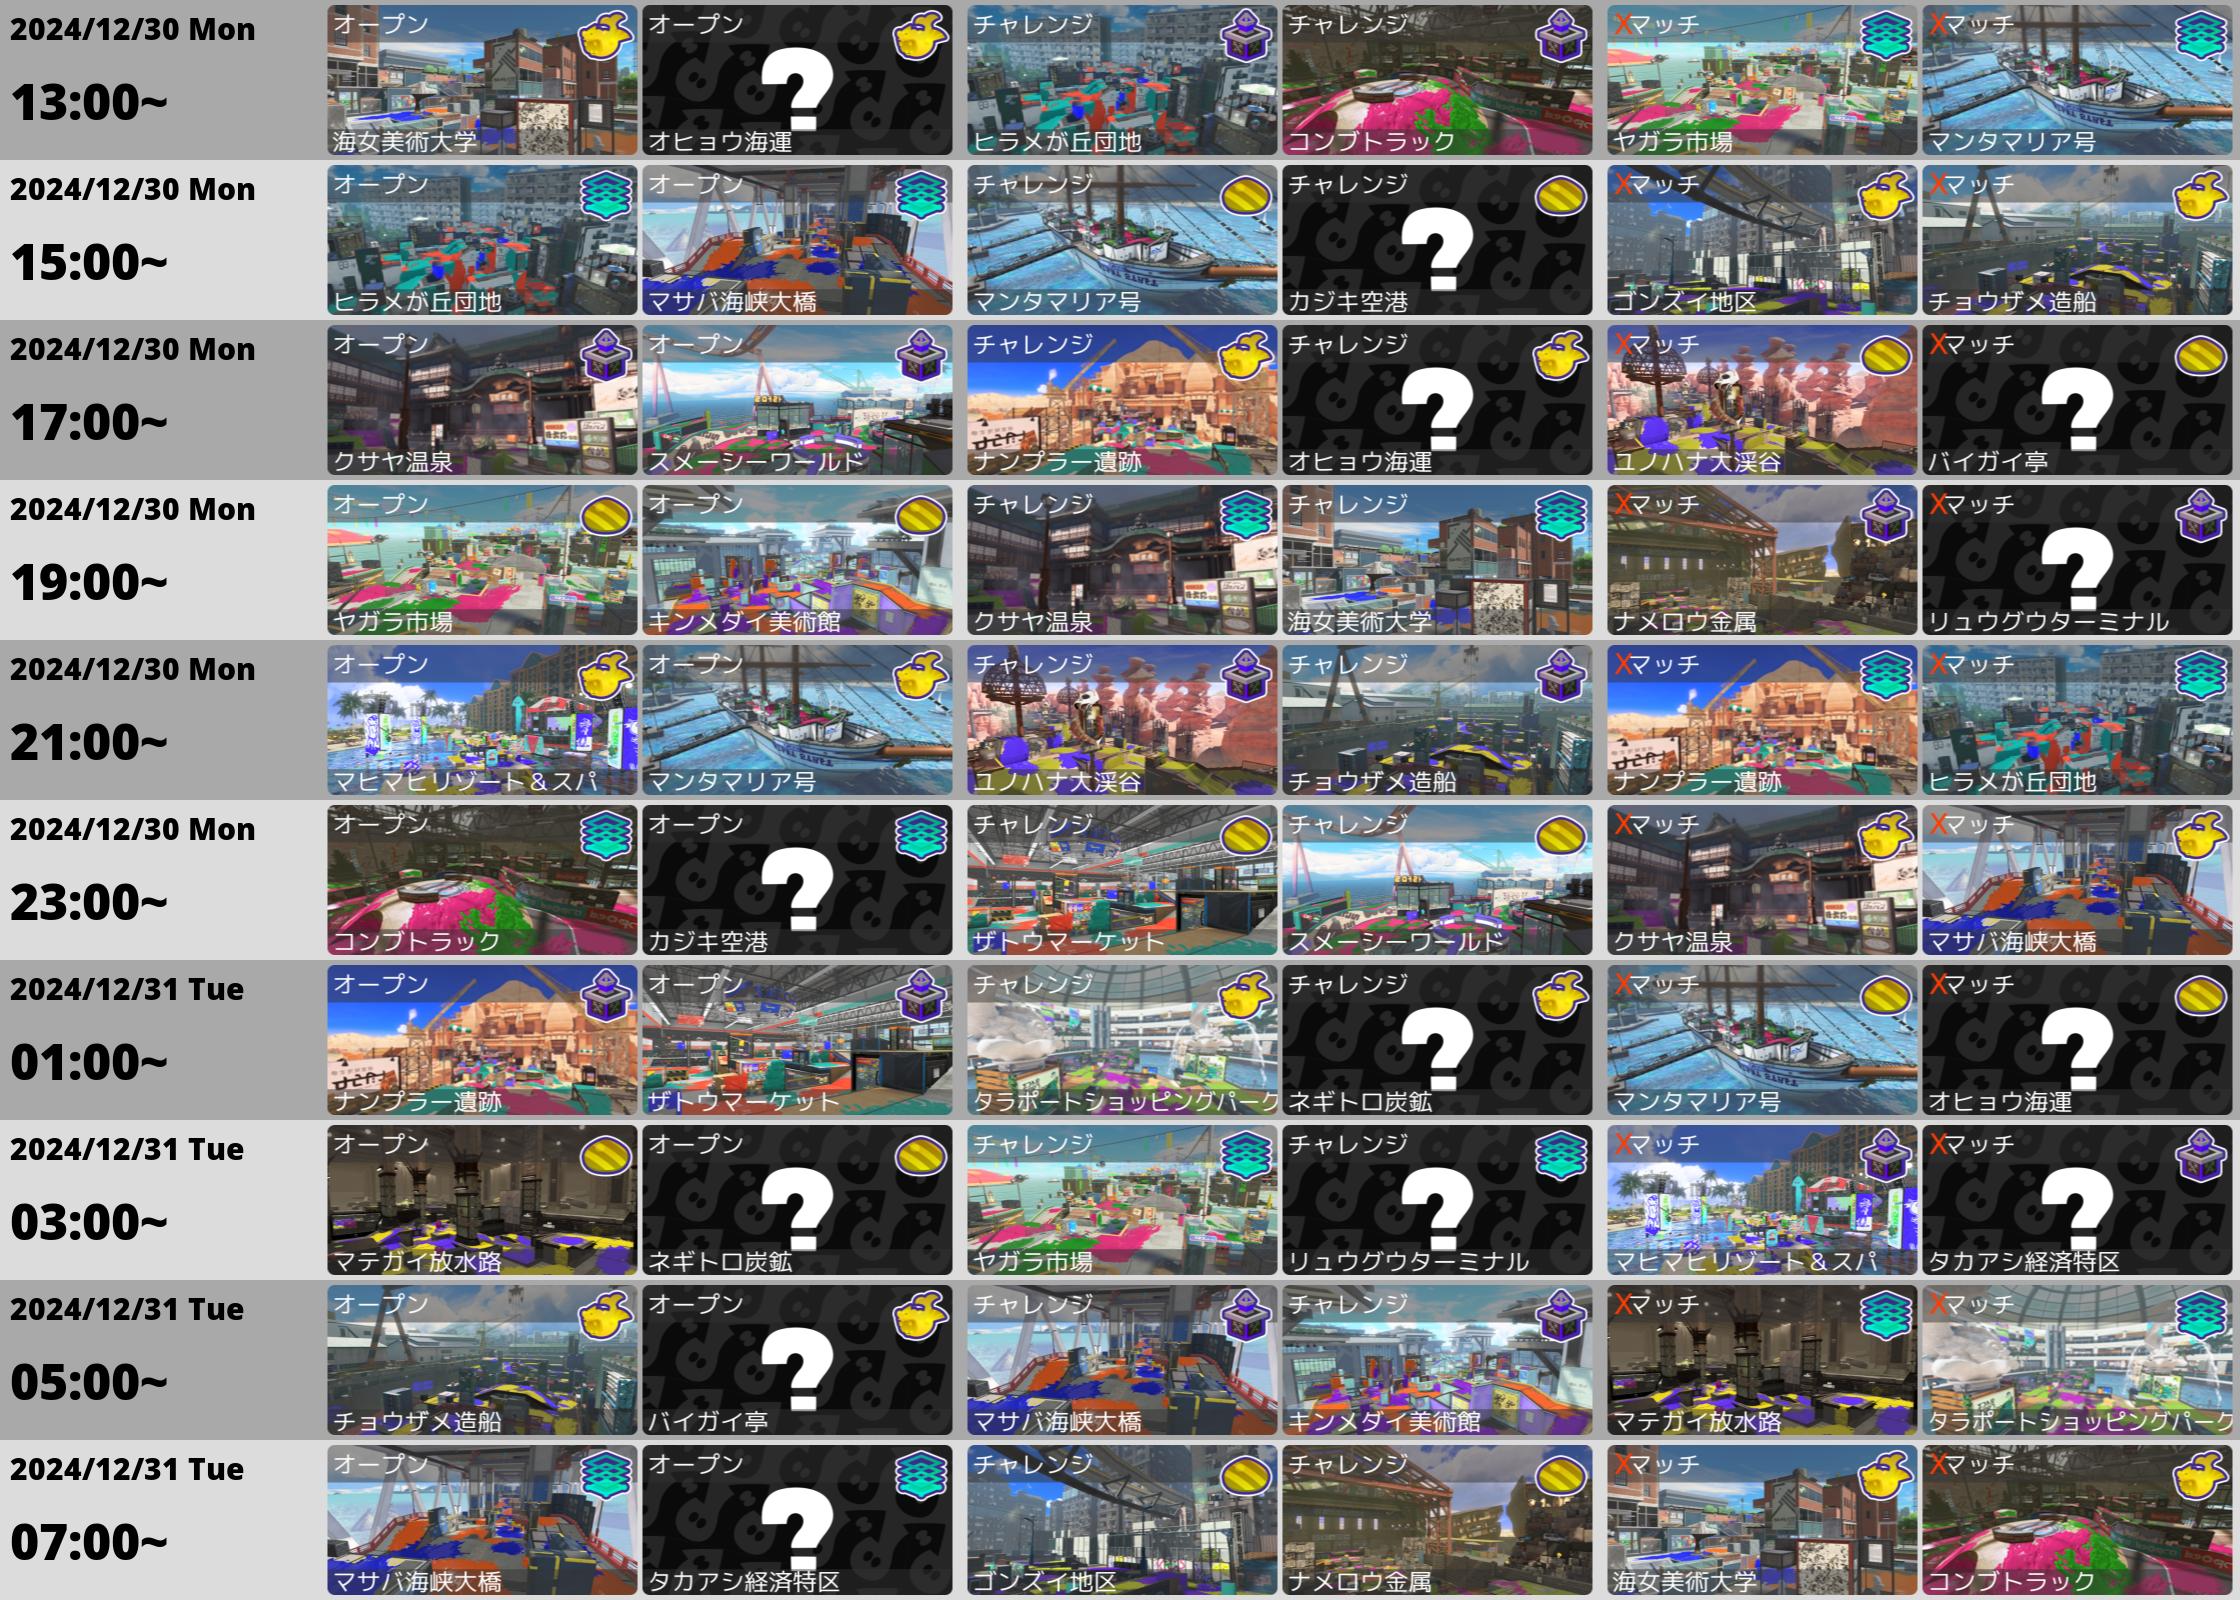 2024/12/30 Mon
13:00~
オープン
海女美術大学
オープン
オヒョウ海運
チャレンジ
ヒラメが丘団地
チャレンジ
コンブトラック
Xマッチ
ヤガラ市場
Xマッチ
マンタマリア号
2024/12/30 Mon
15:00~
オープン
ヒラメが丘団地
オープン
マサバ海峡大橋
チャレンジ
マンタマリア号
チャレンジ
カジキ空港
Xマッチ
ゴンズイ地区
Xマッチ
チョウザメ造船
2024/12/30 Mon
17:00~
オープン
クサヤ温泉
オープン
スメーシーワールド
チャレンジ
ナンプラー遺跡
チャレンジ
オヒョウ海運
Xマッチ
ユノハナ大渓谷
Xマッチ
バイガイ亭
2024/12/30 Mon
19:00~
オープン
ヤガラ市場
オープン
キンメダイ美術館
チャレンジ
クサヤ温泉
チャレンジ
海女美術大学
Xマッチ
ナメロウ金属
Xマッチ
リュウグウターミナル
2024/12/30 Mon
21:00~
オープン
マヒマヒリゾート&スパ
オープン
マンタマリア号
チャレンジ
ユノハナ大渓谷
チャレンジ
チョウザメ造船
Xマッチ
ナンプラー遺跡
Xマッチ
ヒラメが丘団地
2024/12/30 Mon
23:00~
オープン
コンブトラック
オープン
カジキ空港
チャレンジ
ザトウマーケット
チャレンジ
スメーシーワールド
Xマッチ
クサヤ温泉
Xマッチ
マサバ海峡大橋
2024/12/31 Tue
01:00~
オープン
ナンプラー遺跡
オープン
ザトウマーケット
チャレンジ
タラポートショッピングパーク
チャレンジ
ネギトロ炭鉱
Xマッチ
マンタマリア号
Xマッチ
オヒョウ海運
2024/12/31 Tue
03:00~
オープン
マテガイ放水路
オープン
ネギトロ炭鉱
チャレンジ
ヤガラ市場
チャレンジ
リュウグウターミナル
Xマッチ
マヒマヒリゾート&スパ
Xマッチ
タカアシ経済特区
2024/12/31 Tue
05:00~
オープン
チョウザメ造船
オープン
バイガイ亭
チャレンジ
マサバ海峡大橋
チャレンジ
キンメダイ美術館
Xマッチ
マテガイ放水路
Xマッチ
タラポートショッピングパーク
2024/12/31 Tue
07:00~
オープン
マサバ海峡大橋
オープン
タカアシ経済特区
チャレンジ
ゴンズイ地区
チャレンジ
ナメロウ金属
Xマッチ
海女美術大学
Xマッチ
コンブトラック